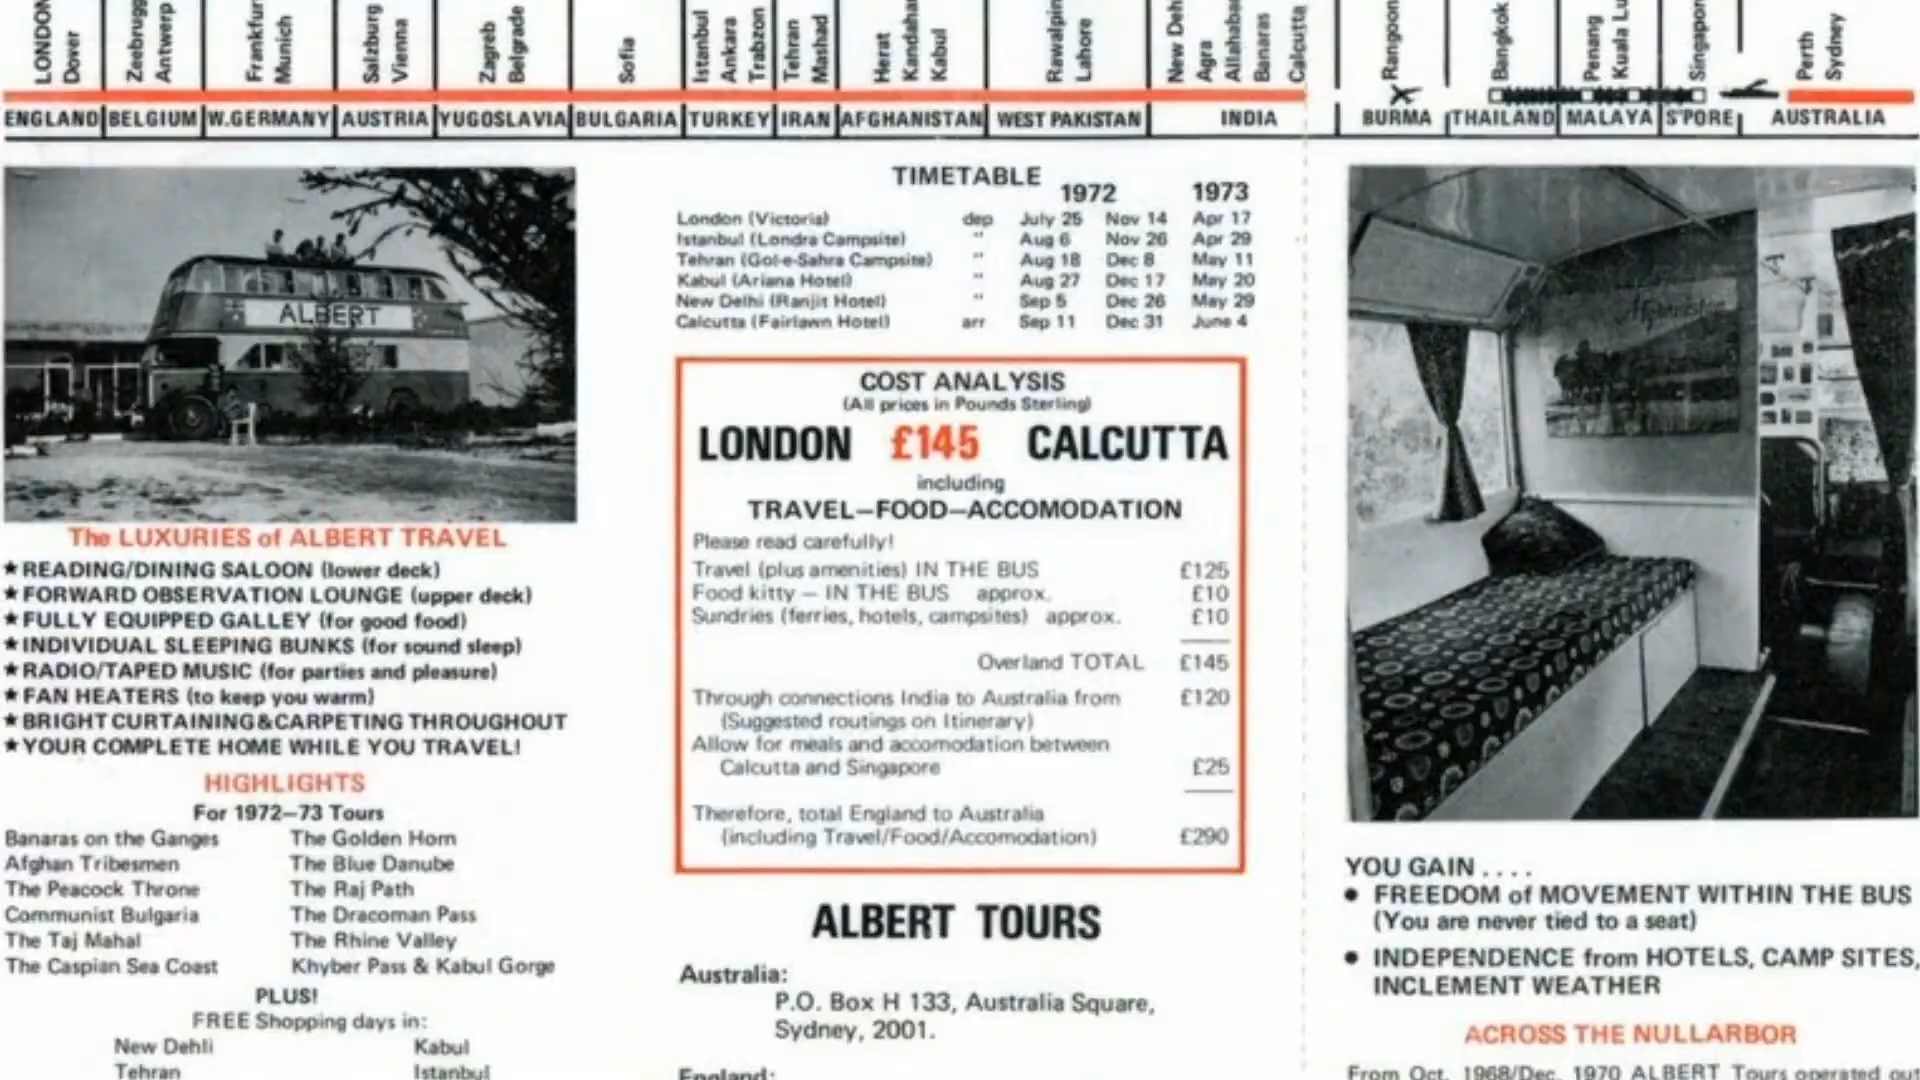 LONDON
Dover
Zeebrugg
Antwerp
Frankfur
Munich
Salzburg
Vienna
Zagreb
Belgrade
Sofia
Istanbul
Ankara
Trabzon
Tehran
Mashad
Herat
Kandahar
Kabul
Rawalpin
Lahore
New Deh
Agra
Allahabad
Banaras
Calcutta
Rangoon
Bangkok
Penang
Kuala Lu
Singapor
Perth
Sydney
ENGLAND BELGIUM W.GERMANY AUSTRIA YUGOSLAVIA BULGARIA TURKEY IRAN AFGHANISTAN WEST PAKISTAN INDIA BURMA THAILAND MALAYA S'PORE AUSTRALIA
ALBERT
The LUXURIES of ALBERT TRAVEL
★ READING/DINING SALOON (lower deck)
★ FORWARD OBSERVATION LOUNGE (upper deck)
★ FULLY EQUIPPED GALLEY (for good food)
★ INDIVIDUAL SLEEPING BUNKS (for sound sleep)
★ RADIO/TAPED MUSIC (for parties and pleasure)
★ FAN HEATERS (to keep you warm)
★ BRIGHT CURTAINING & CARPETING THROUGHOUT
★ YOUR COMPLETE HOME WHILE YOU TRAVEL!
HIGHLIGHTS
For 1972–73 Tours
Banaras on the Ganges The Golden Horn
Afghan Tribesmen The Blue Danube
The Peacock Throne The Raj Path
Communist Bulgaria The Dracoman Pass
The Taj Mahal The Rhine Valley
The Caspian Sea Coast Khyber Pass & Kabul Gorge
PLUS!
FREE Shopping days in:
New Dehli Kabul
Tehran Istanbul
TIMETABLE
1972 1973
London (Victoria) dep July 25 Nov 14 Apr 17
Istanbul (Londra Campsite) " Aug 6 Nov 26 Apr 29
Tehran (Gol-e-Sahra Campsite) " Aug 18 Dec 8 May 11
Kabul (Ariana Hotel) " Aug 27 Dec 17 May 20
New Delhi (Ranjit Hotel) " Sep 5 Dec 26 May 29
Calcutta (Fairlawn Hotel) arr Sep 11 Dec 31 June 4
COST ANALYSIS
(All prices in Pounds Sterling)
LONDON £145 CALCUTTA
including
TRAVEL–FOOD–ACCOMODATION
Please read carefully!
Travel (plus amenities) IN THE BUS £125
Food kitty – IN THE BUS approx. £10
Sundries (ferries, hotels, campsites) approx. £10
Overland TOTAL £145
Through connections India to Australia from £120
(Suggested routings on Itinerary)
Allow for meals and accomodation between
Calcutta and Singapore £25
Therefore, total England to Australia
(including Travel/Food/Accomodation) £290
ALBERT TOURS
Australia:
P.O. Box H 133, Australia Square,
Sydney, 2001.
England:
YOU GAIN . . . .
● FREEDOM of MOVEMENT WITHIN THE BUS
(You are never tied to a seat)
● INDEPENDENCE from HOTELS, CAMP SITES,
INCLEMENT WEATHER
ACROSS THE NULLARBOR
From Oct. 1968/Dec. 1970 ALBERT Tours operated out